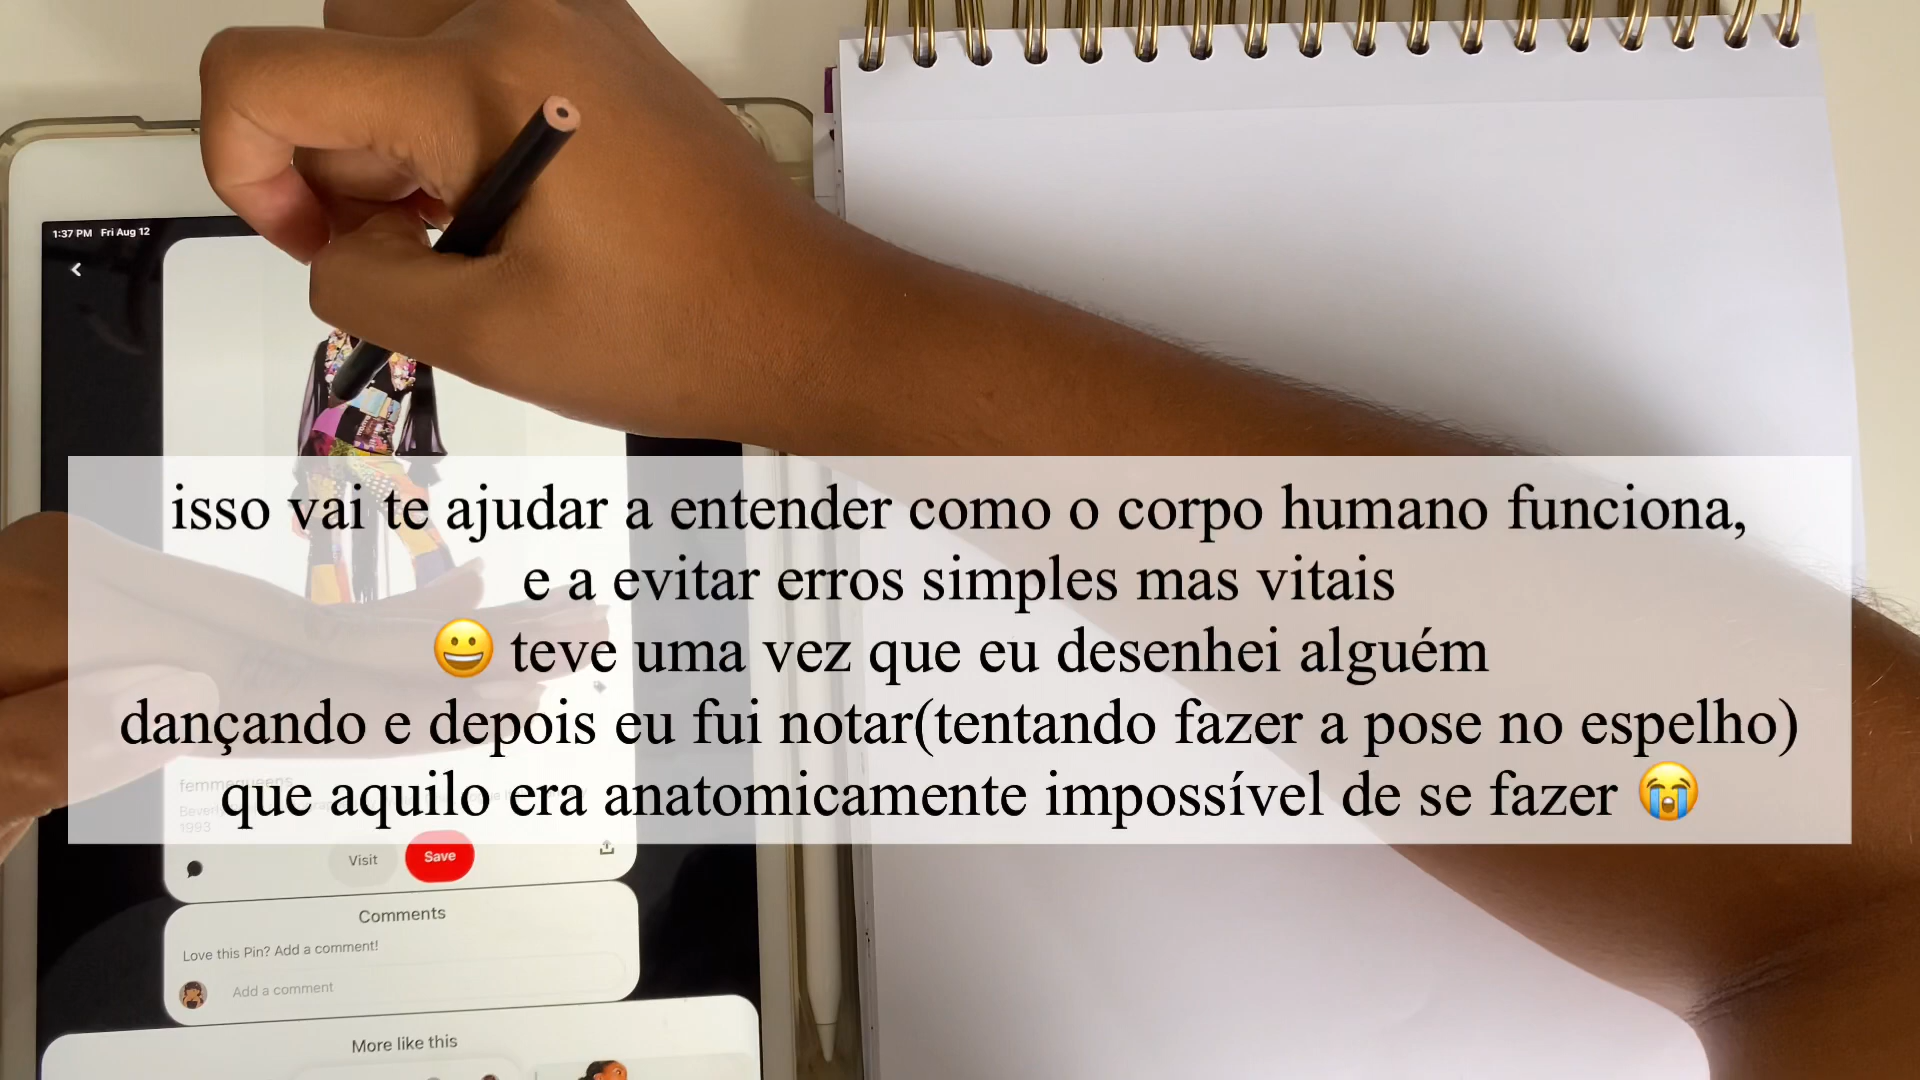 1:37 PM Fri Aug 12
isso vai te ajudar a entender como o corpo humano funciona,
e a evitar erros simples mas vitais
😀 teve uma vez que eu desenhei alguém
dançando e depois eu fui notar(tentando fazer a pose no espelho)
que aquilo era anatomicamente impossível de se fazer 😭
femmequeens
1993
Visit
Save
Comments
Love this Pin? Add a comment!
Add a comment
More like this